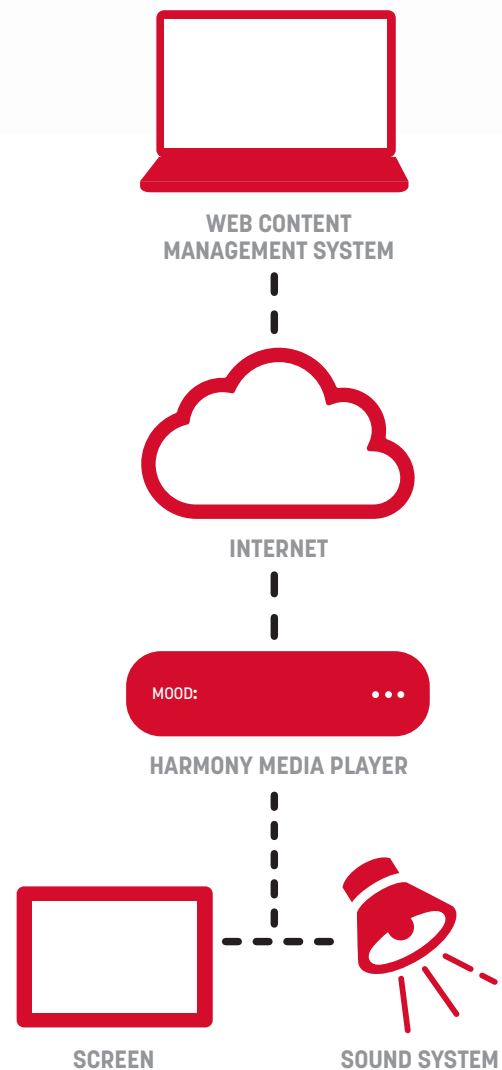 WEB CONTENT
MANAGEMENT SYSTEM
INTERNET
MOOD:
HARMONY MEDIA PLAYER
SCREEN
SOUND SYSTEM